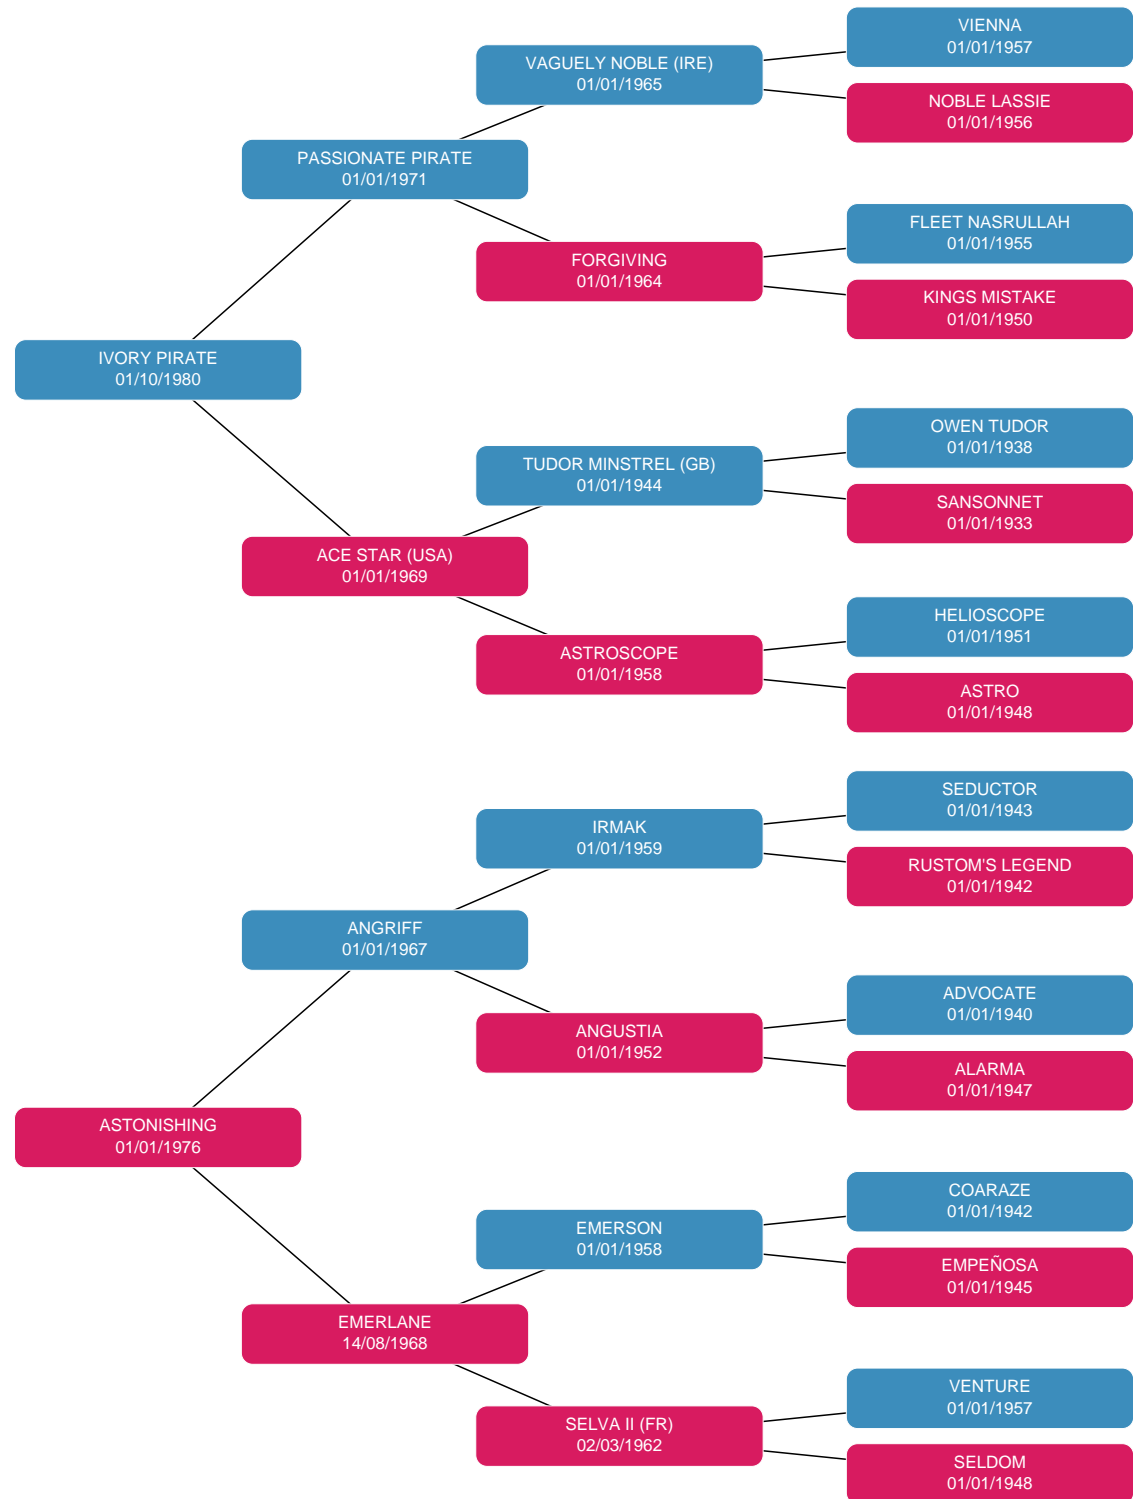 VIENNA
01/01/1957
VAGUELY NOBLE (IRE)
01/01/1965
NOBLE LASSIE
01/01/1956
PASSIONATE PIRATE
01/01/1971
FLEET NASRULLAH
01/01/1955
FORGIVING
01/01/1964
KINGS MISTAKE
01/01/1950
IVORY PIRATE
01/10/1980
OWEN TUDOR
01/01/1938
TUDOR MINSTREL (GB)
01/01/1944
SANSONNET
01/01/1933
ACE STAR (USA)
01/01/1969
HELIOSCOPE
01/01/1951
ASTROSCOPE
01/01/1958
ASTRO
01/01/1948
SEDUCTOR
01/01/1943
IRMAK
01/01/1959
RUSTOM'S LEGEND
01/01/1942
ANGRIFF
01/01/1967
ADVOCATE
01/01/1940
ANGUSTIA
01/01/1952
ALARMA
01/01/1947
ASTONISHING
01/01/1976
COARAZE
01/01/1942
EMERSON
01/01/1958
EMPEÑOSA
01/01/1945
EMERLANE
14/08/1968
VENTURE
01/01/1957
SELVA II (FR)
02/03/1962
SELDOM
01/01/1948